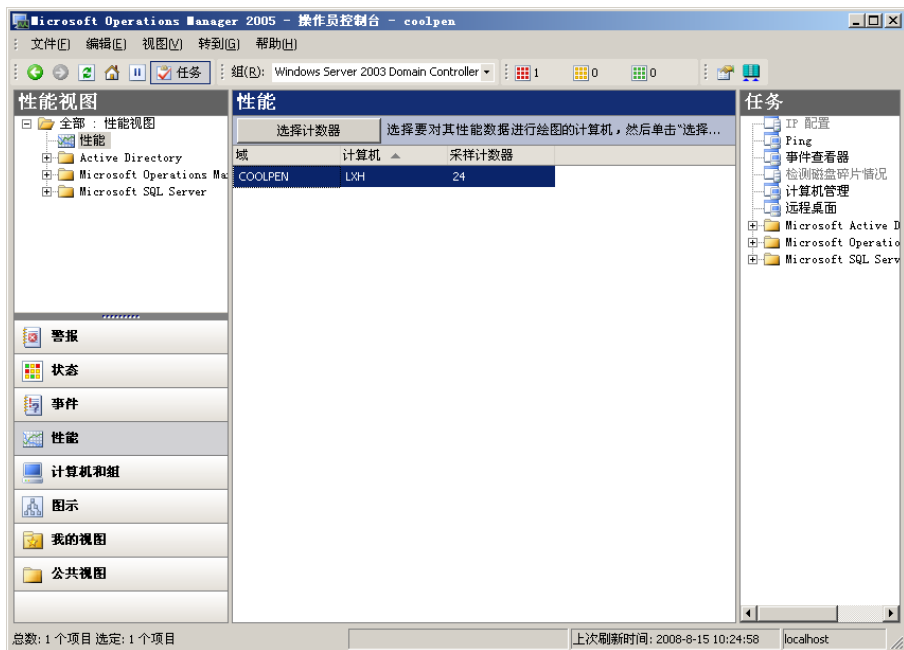 Microsoft Operations Manager 2005 - 操作员控制台 - coolpen
文件(F) 编辑(E) 视图(V) 转到(G) 帮助(H)
任务 组(R): Windows Server 2003 Domain Controller 1 0 0
性能视图
全部 : 性能视图
性能
Active Directory
Microsoft Operations Ma
Microsoft SQL Server
警报
状态
事件
性能
计算机和组
图示
我的视图
公共视图
性能
选择计数器 选择要对其性能数据进行绘图的计算机，然后单击“选择...
域 计算机 采样计数器
COOLPEN LXH 24
任务
IP 配置
Ping
事件查看器
检测磁盘碎片情况
计算机管理
远程桌面
Microsoft Active D
Microsoft Operatio
Microsoft SQL Serv
总数: 1 个项目 选定: 1 个项目 上次刷新时间: 2008-8-15 10:24:58 localhost